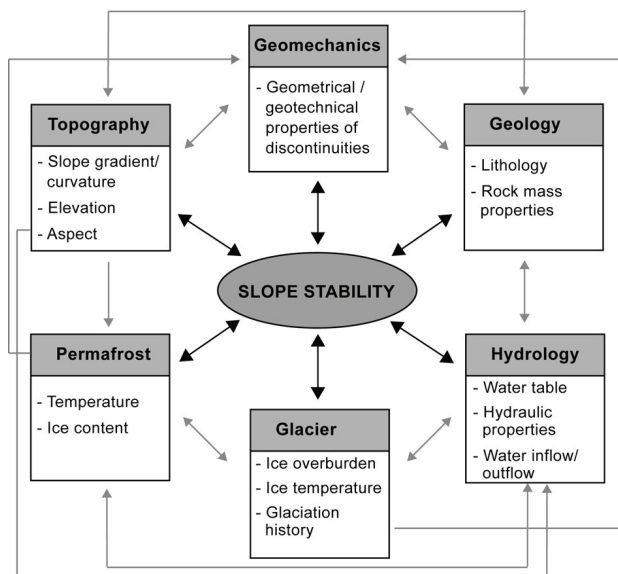 Geomechanics
- Geometrical /
geotechnical
properties of
discontinuities
Topography
- Slope gradient/
curvature
- Elevation
- Aspect
Geology
- Lithology
- Rock mass
properties
SLOPE STABILITY
Permafrost
- Temperature
- Ice content
Glacier
- Ice overburden
- Ice temperature
- Glaciation
history
Hydrology
- Water table
- Hydraulic
properties
- Water inflow/
outflow